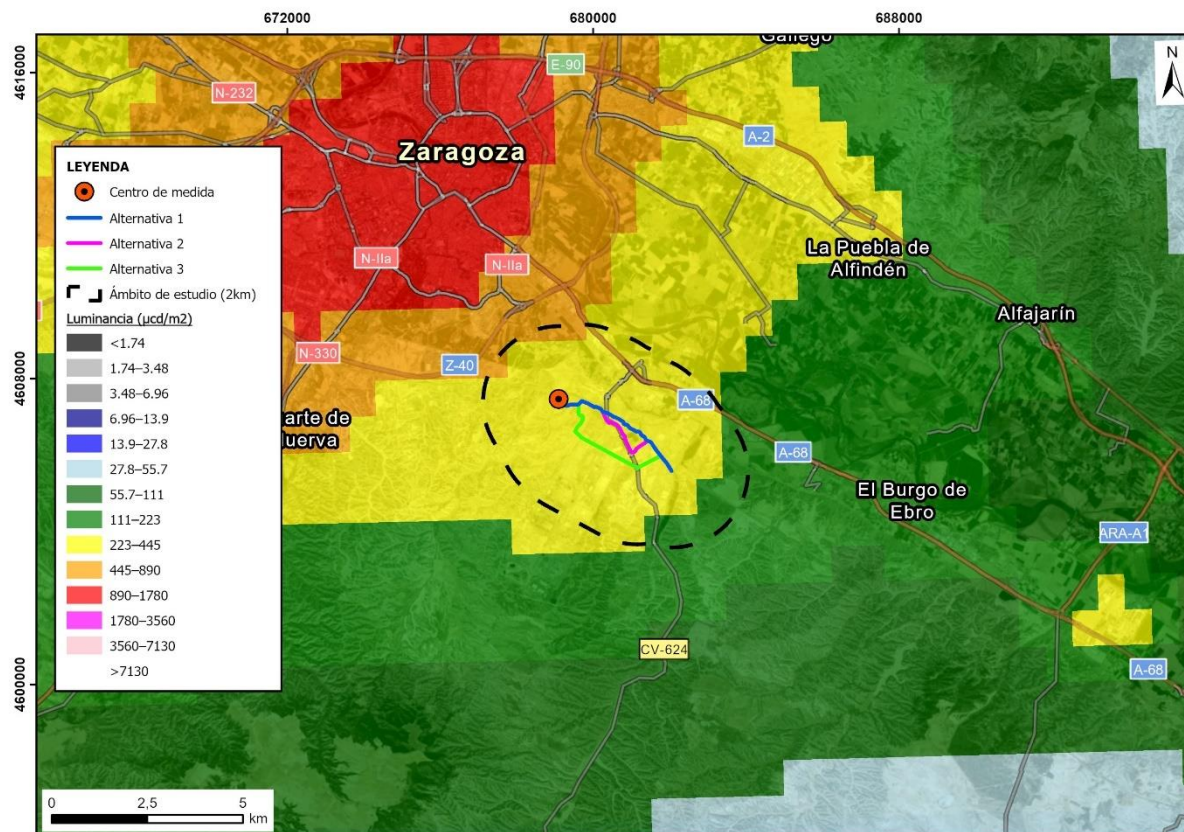 672000
680000
688000
4616000
4608000
4600000
N
Gállego
E-90
N-232
A-2
Zaragoza
N-IIa
N-IIa
La Puebla de
Alfindén
Alfajarín
N-330
Z-40
A-68
A-68
El Burgo de
Ebro
ARA-A1
CV-624
A-68
arte de
uerva
LEYENDA
Centro de medida
Alternativa 1
Alternativa 2
Alternativa 3
Ámbito de estudio (2km)
Luminancia (μcd/m2)
<1.74
1.74–3.48
3.48–6.96
6.96–13.9
13.9–27.8
27.8–55.7
55.7–111
111–223
223–445
445–890
890–1780
1780–3560
3560–7130
>7130
0 2,5 5
km